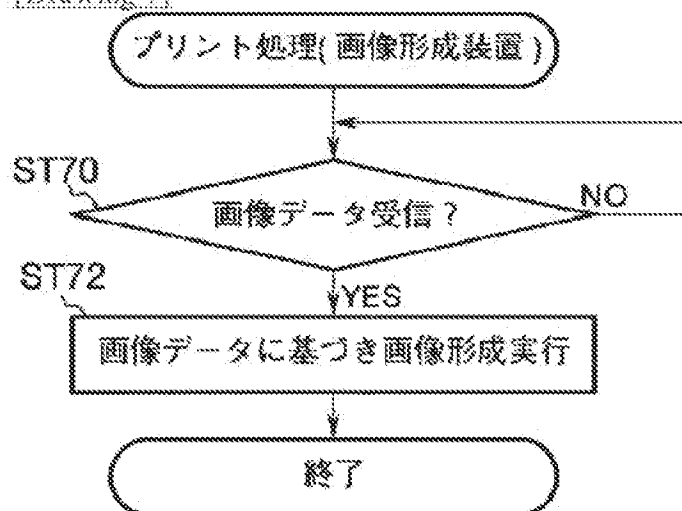 プリント処理( 画像形成装置 )
ST70
画像データ受信？
NO
ST72
YES
画像データに基づき画像形成実行
終了